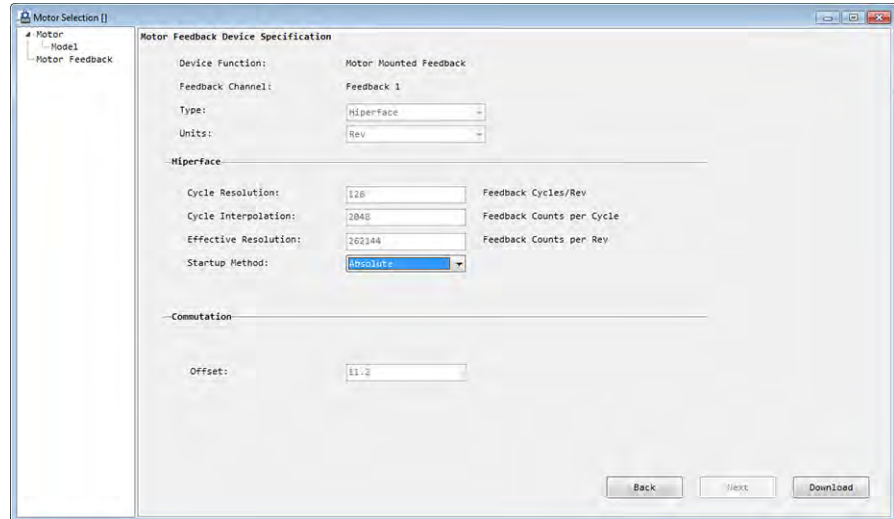 Motor Selection []
Motor
Model
Motor Feedback
Motor Feedback Device Specification
Device Function: Motor Mounted Feedback
Feedback Channel: Feedback 1
Type: Hiperface
Units: Rev
Hiperface
Cycle Resolution: 128 Feedback Cycles/Rev
Cycle Interpolation: 2048 Feedback Counts per Cycle
Effective Resolution: 262144 Feedback Counts per Rev
Startup Method: Absolute
Commutation
Offset: 11.2
Back Next Download